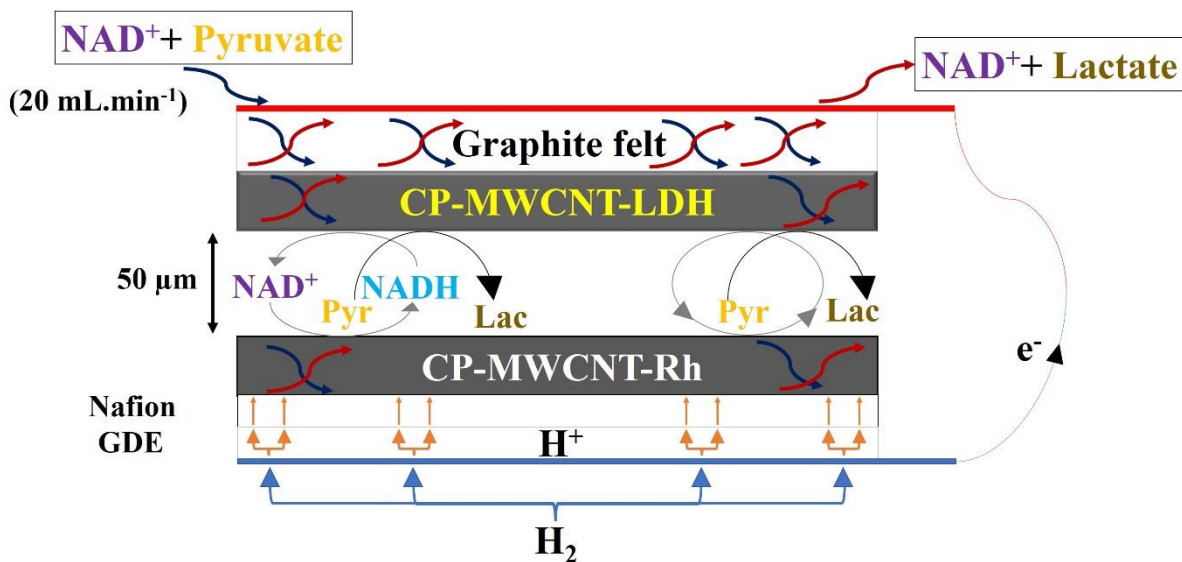 NAD⁺+ Pyruvate
NAD⁺+ Lactate
(20 mL.min⁻¹)
Graphite felt
CP-MWCNT-LDH
50 µm
NAD⁺
Pyr
NADH
Lac
Pyr
Lac
CP-MWCNT-Rh
e⁻
Nafion
GDE
H⁺
H₂